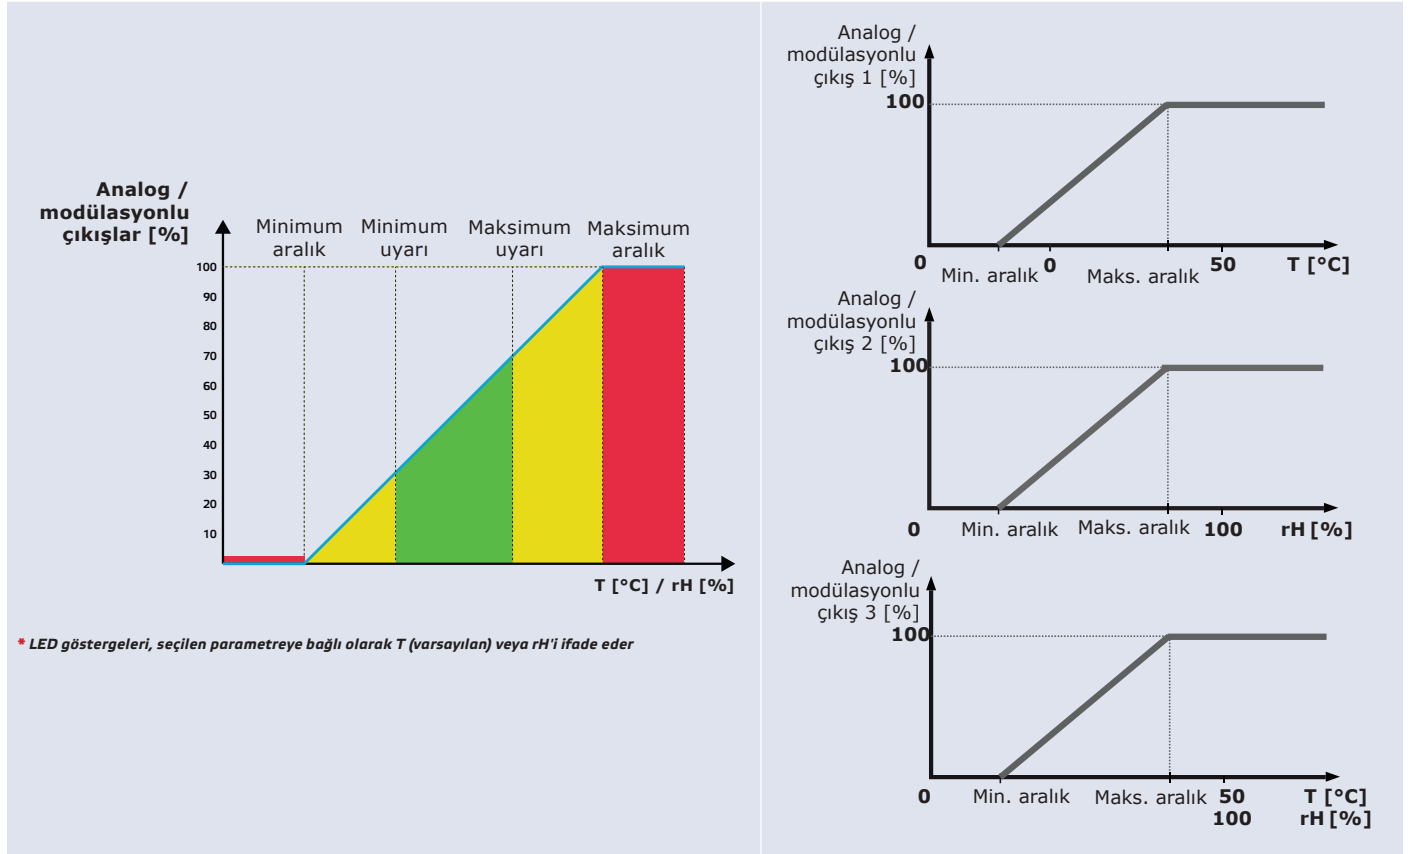 Analog /
modülasyonlu
çıkışlar [%]
Minimum
aralık
Minimum
uyarı
Maksimum
uyarı
Maksimum
aralık
100
90
80
70
60
50
40
30
20
10
T [°C] / rH [%]
* LED göstergeleri, seçilen parametreye bağlı olarak T (varsayılan) veya rH'i ifade eder
Analog /
modülasyonlu
çıkış 1 [%]
100
0 Min. aralık 0 Maks. aralık 50 T [°C]
Analog /
modülasyonlu
çıkış 2 [%]
100
0 Min. aralık Maks. aralık 100 rH [%]
Analog /
modülasyonlu
çıkış 3 [%]
100
0 Min. aralık Maks. aralık 50 T [°C]
100 rH [%]